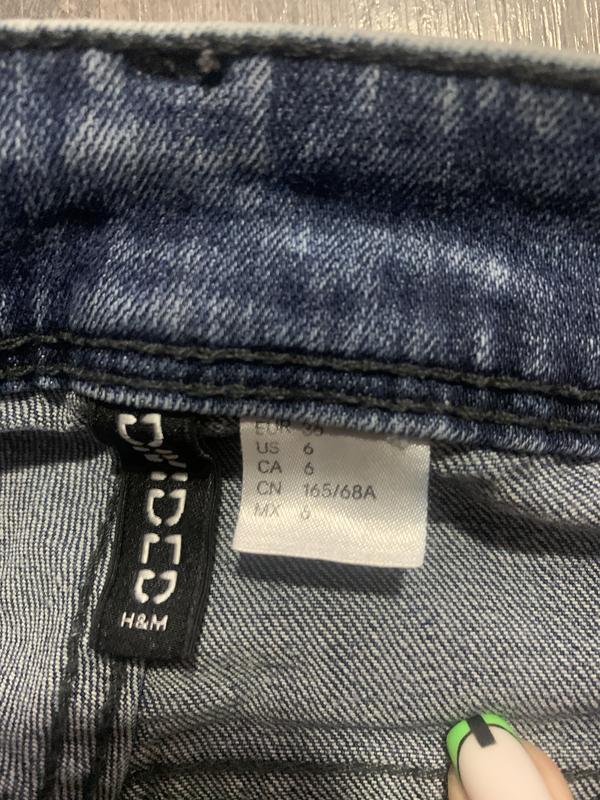 DIVIDED
H&M
EUR
US 6
CA 6
CN 165/68A
MX 6